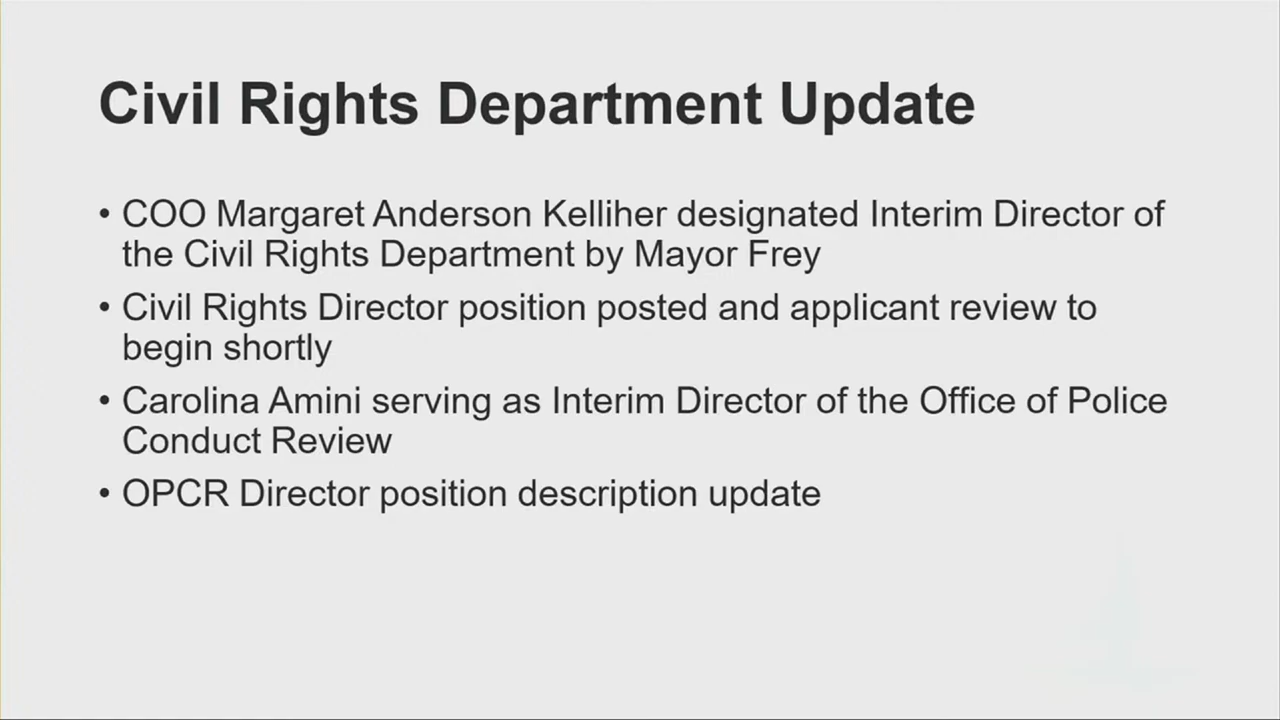 Civil Rights Department Update
• COO Margaret Anderson Kelliher designated Interim Director of
the Civil Rights Department by Mayor Frey
• Civil Rights Director position posted and applicant review to
begin shortly
• Carolina Amini serving as Interim Director of the Office of Police
Conduct Review
• OPCR Director position description update